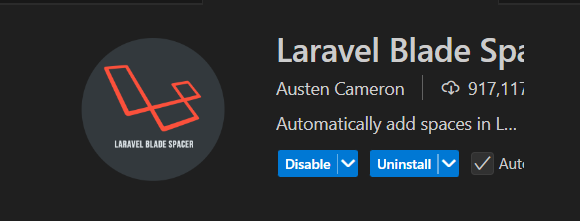 Laravel Blade Spa
Austen Cameron 917,117
Automatically add spaces in L...
LARAVEL BLADE SPACER
Disable Uninstall Aut